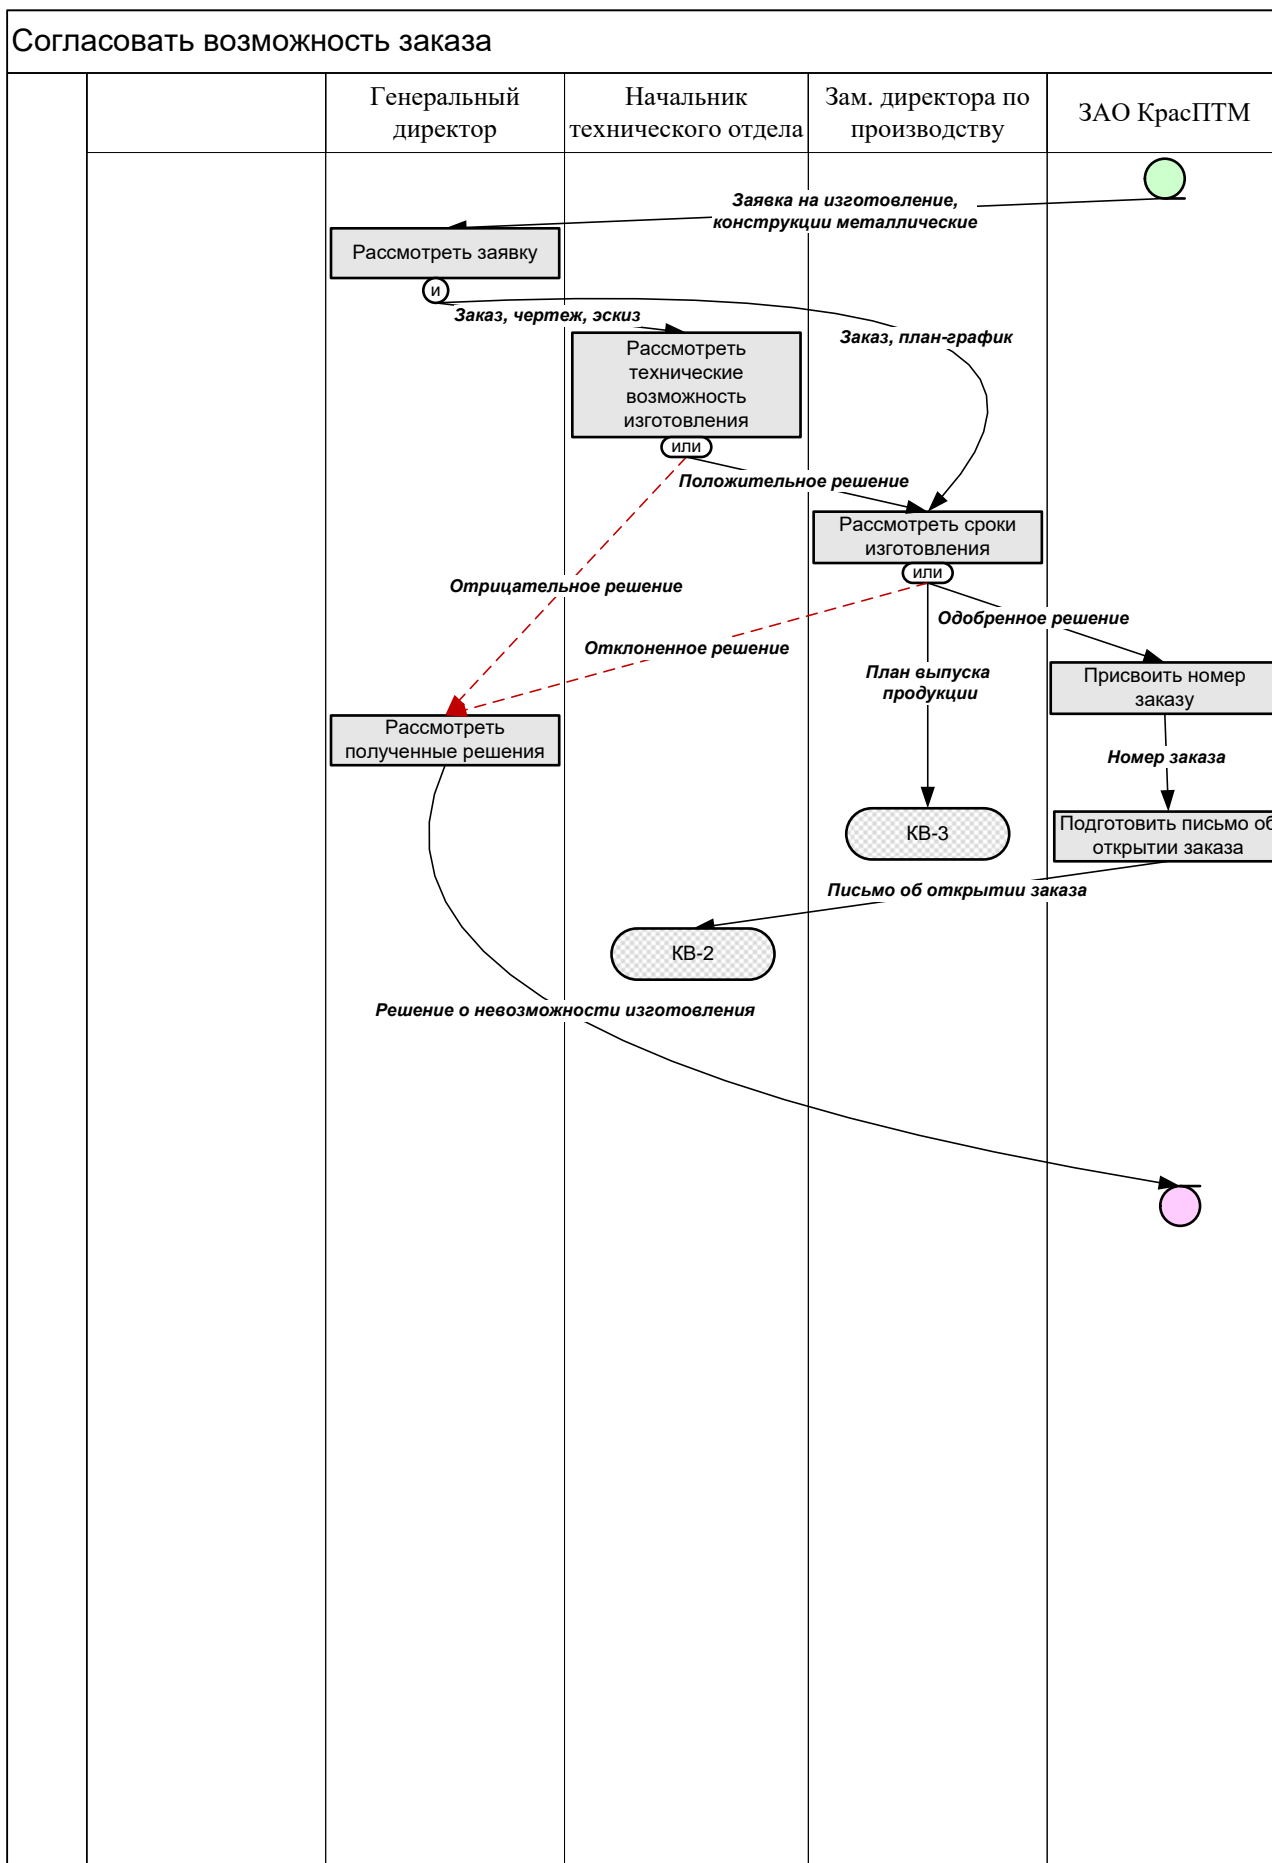 Согласовать возможность заказа
Генеральный
директор
Начальник
технического отдела
Зам. директора по
производству
ЗАО КрасПТМ
Заявка на изготовление,
конструкции металлические
Рассмотреть заявку
и
Заказ, чертеж, эскиз
Заказ, план-график
Рассмотреть
технические
возможность
изготовления
или
Положительное решение
Рассмотреть сроки
изготовления
или
Отрицательное решение
Одобренное решение
Отклоненное решение
План выпуска
продукции
Присвоить номер
заказу
Рассмотреть
полученные решения
Номер заказа
КВ-3
Подготовить письмо об
открытии заказа
Письмо об открытии заказа
КВ-2
Решение о невозможности изготовления